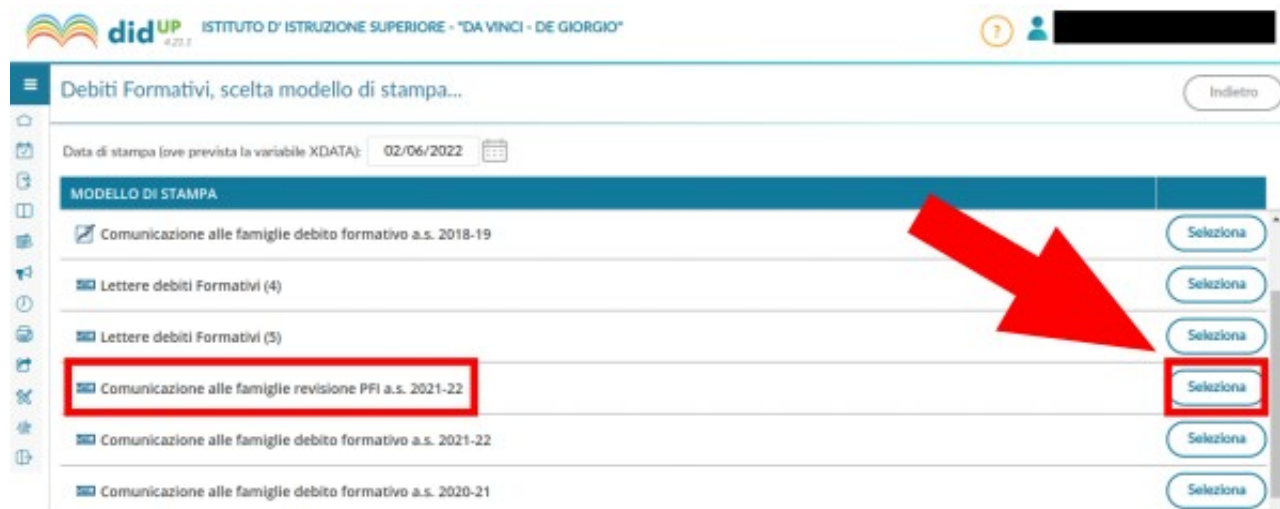 didUP 4.21.1 ISTITUTO D' ISTRUZIONE SUPERIORE - "DA VINCI - DE GIORGIO" ?
Debiti Formativi, scelta modello di stampa... Indietro
Data di stampa (ove prevista la variabile XDATA): 02/06/2022
MODELLO DI STAMPA
Comunicazione alle famiglie debito formativo a.s. 2018-19 Seleziona
Lettere debiti Formativi (4) Seleziona
Lettere debiti Formativi (5) Seleziona
Comunicazione alle famiglie revisione PFI a.s. 2021-22 Seleziona
Comunicazione alle famiglie debito formativo a.s. 2021-22 Seleziona
Comunicazione alle famiglie debito formativo a.s. 2020-21 Seleziona